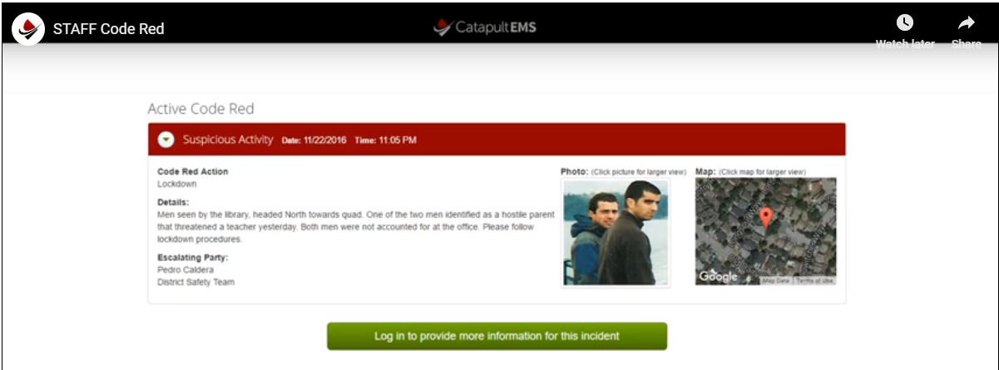 STAFF Code Red
CatapultEMS
Watch later
Share
Active Code Red
Suspicious Activity Date: 11/22/2016 Time: 11:05 PM
Code Red Action
Lockdown
Details:
Men seen by the library, headed North towards quad. One of the two men identified as a hostile parent
that threatened a teacher yesterday. Both men were not accounted for at the office. Please follow
lockdown procedures.
Escalating Party:
Pedro Caldera
District Safety Team
Photo: (Click picture for larger view)
Map: (Click map for larger view)
Google
Map Data
Terms of Use
Log in to provide more information for this incident